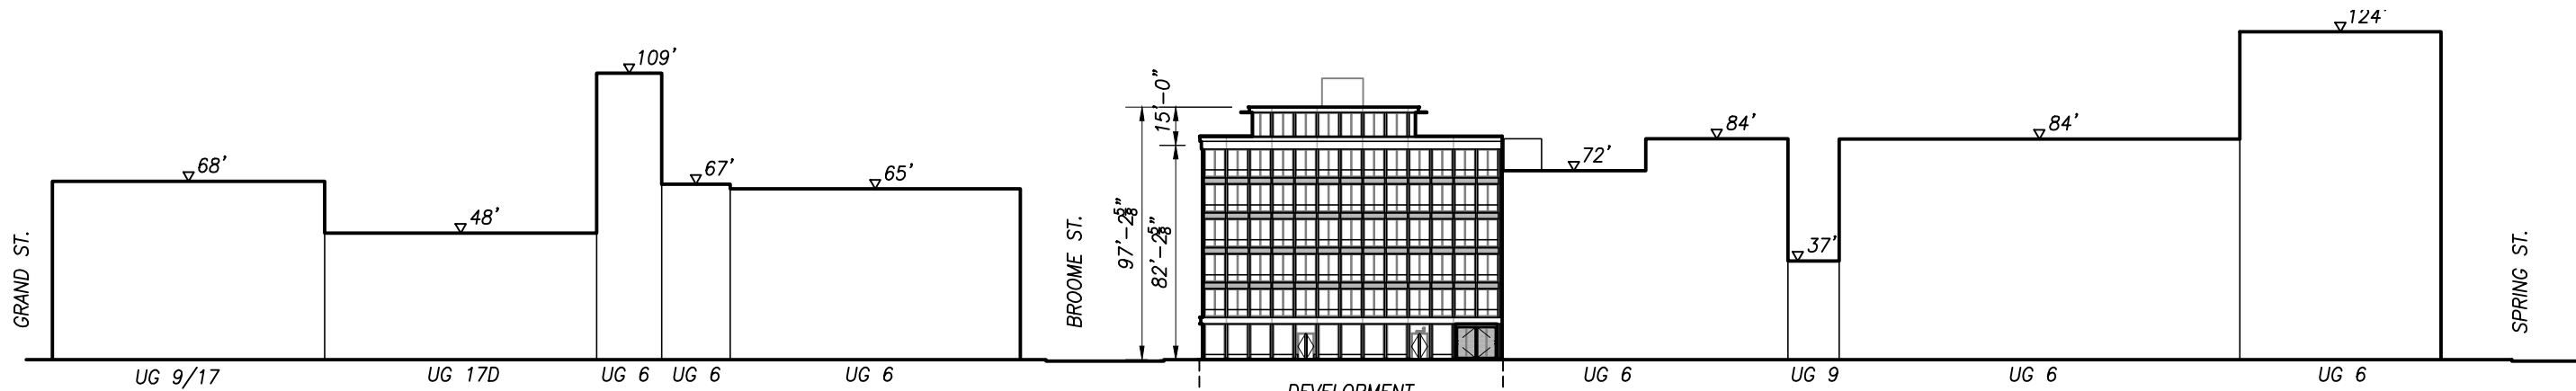 124'
109'
15'-0"
84'
84'
72'
68'
67'
65'
48'
37'
97'-2 5/8"
82'-2 5/8"
GRAND ST.
BROOME ST.
SPRING ST.
UG 9/17
UG 17D
UG 6
UG 6
UG 6
DEVELOPMENT
UG 6
UG 9
UG 6
UG 6